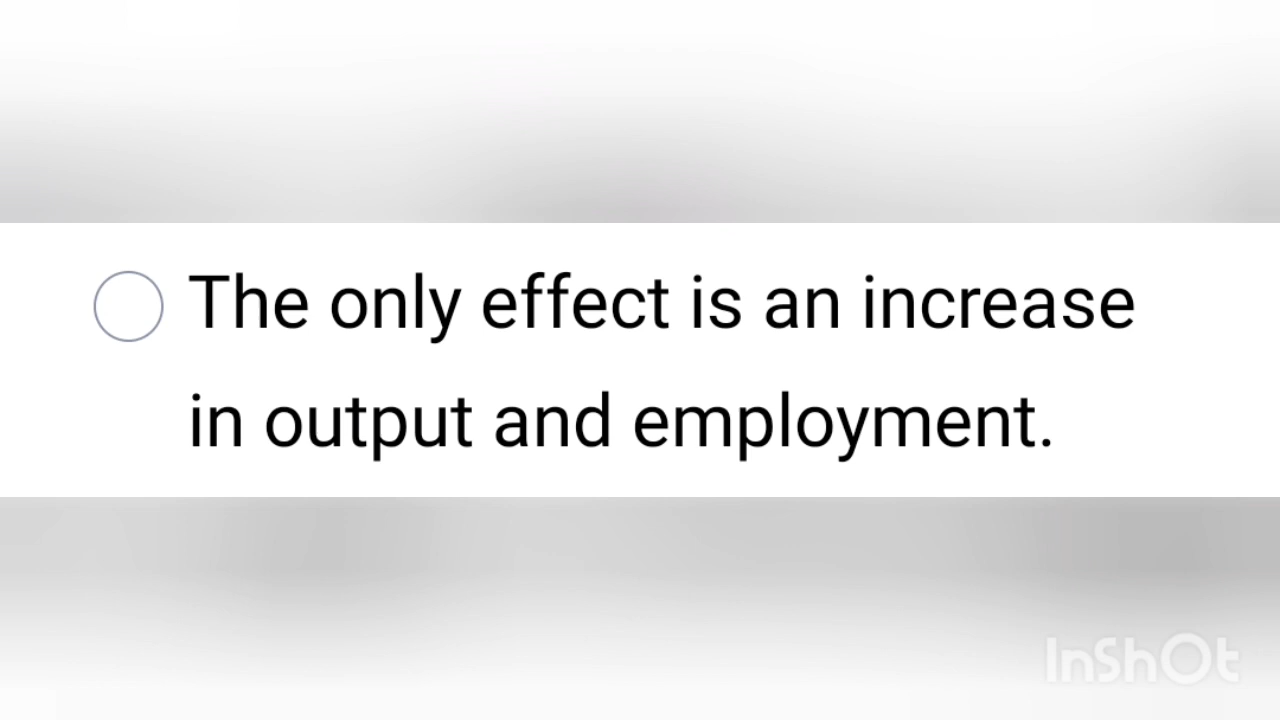 The only effect is an increase
in output and employment.
InShOt